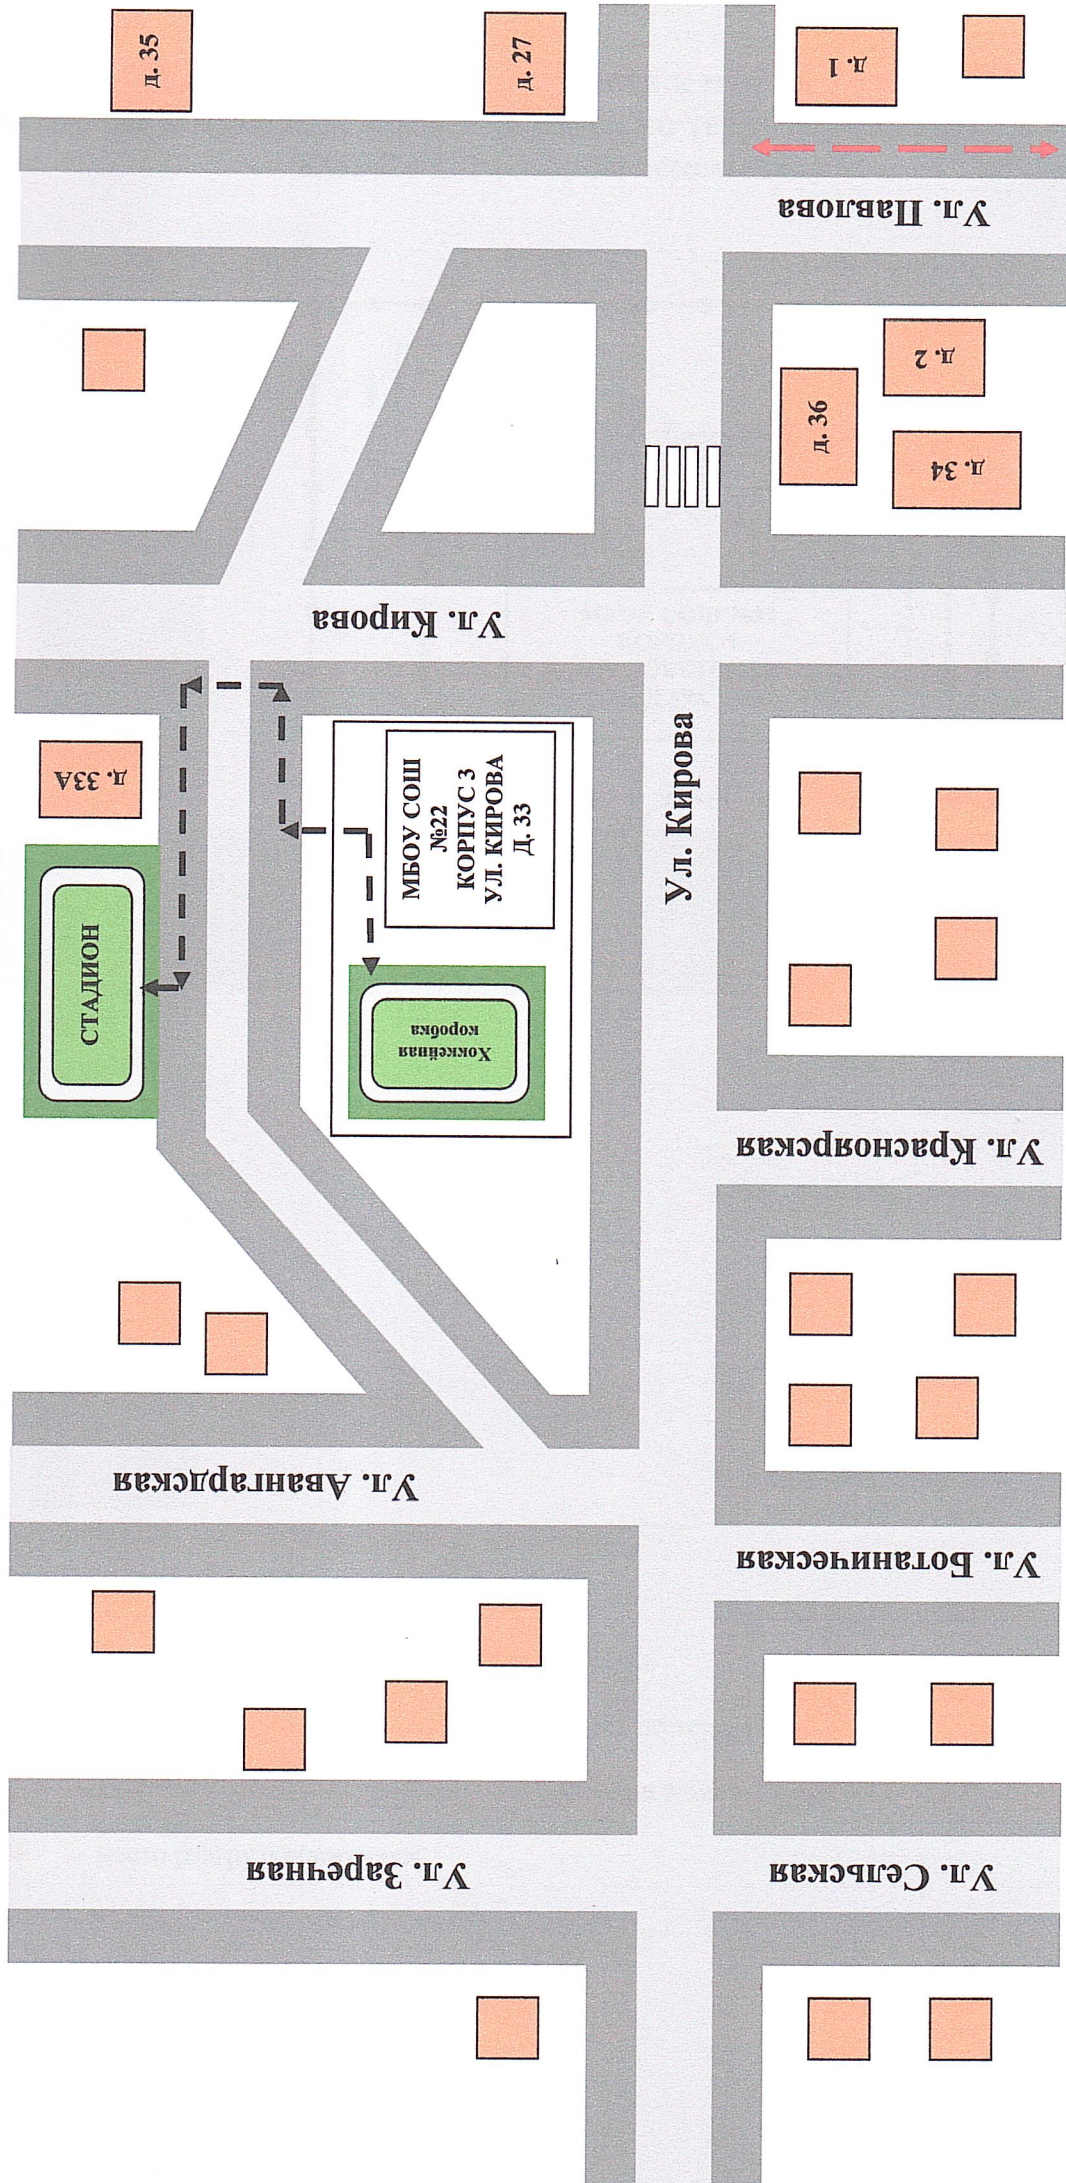 д. 35
д. 27
д. 1
Ул. Павлова
д. 2
д. 36
д. 34
Ул. Кирова
д. 33А
СТАДИОН
МБОУ СОШ
№22
КОРПУС 3
УЛ. КИРОВА
Д. 33
Хоккейная
коробка
Ул. Кирова
Ул. Красноярская
Ул. Авангардская
Ул. Ботаническая
Ул. Заречная
Ул. Сельская